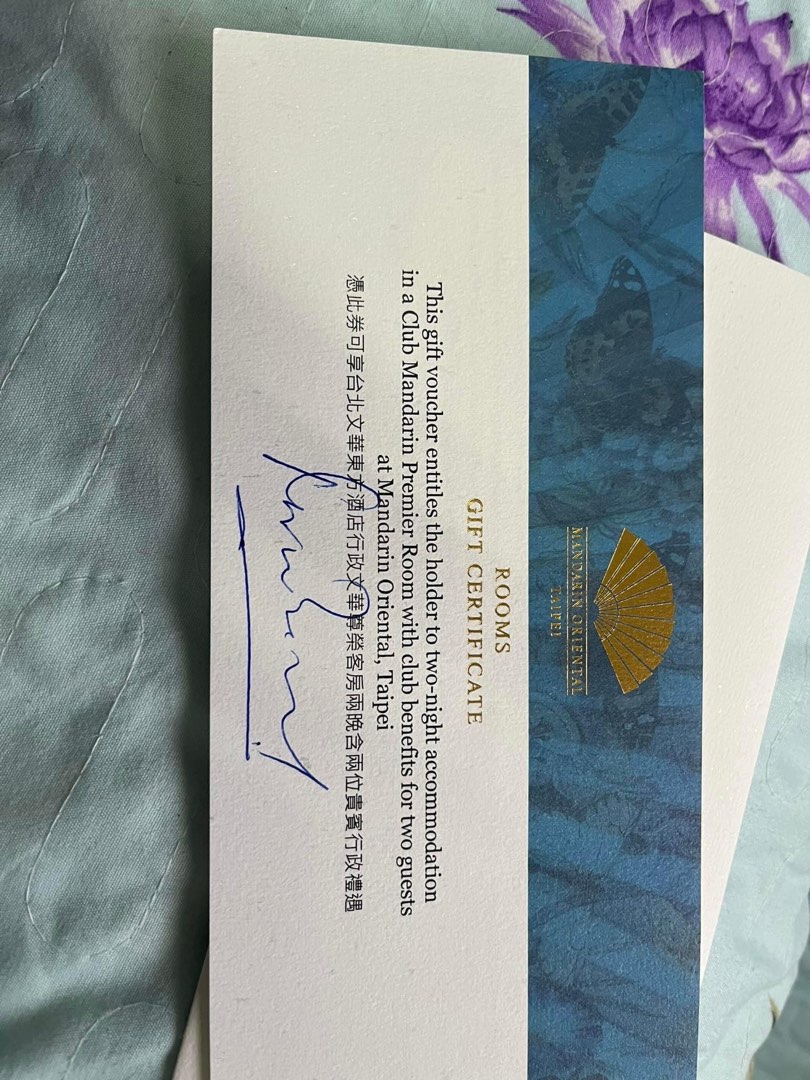 MANDARIN ORIENTAL
TAIPEI
ROOMS
GIFT CERTIFICATE
This gift voucher entitles the holder to two-night accommodation
in a Club Mandarin Premier Room with club benefits for two guests
at Mandarin Oriental, Taipei
憑此券可享台北文華東方酒店行政文華尊榮客房兩晚含兩位貴賓行政禮遇